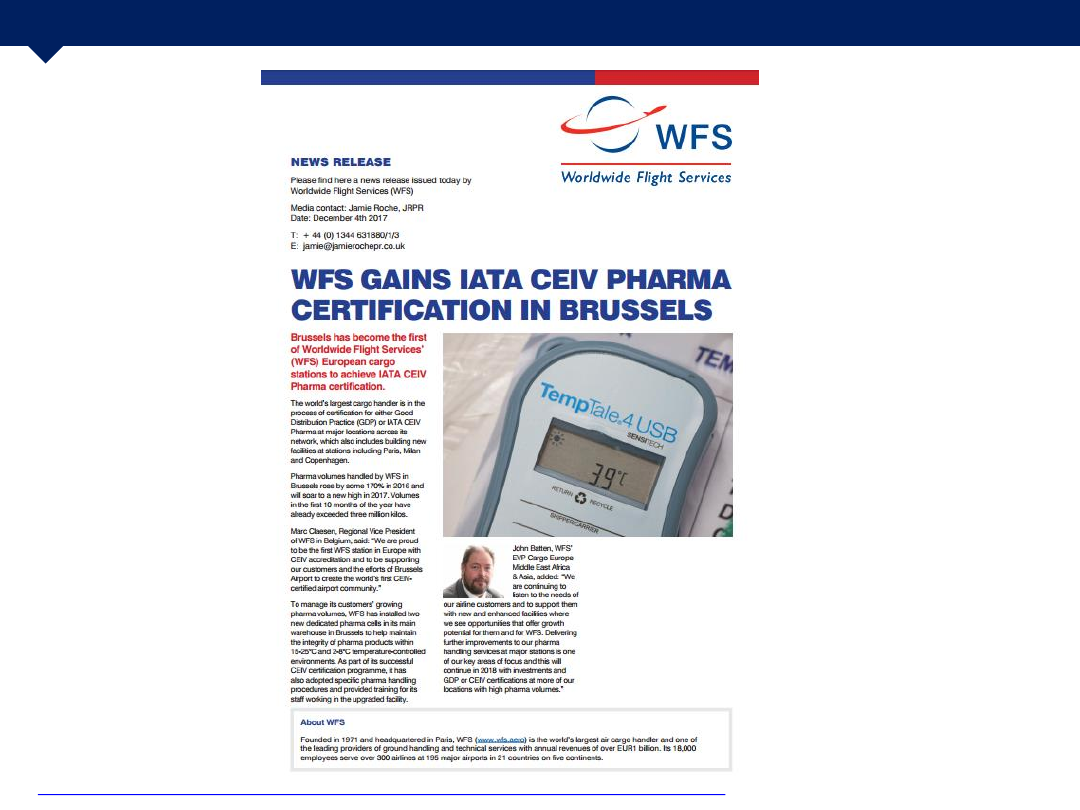 WFS
Worldwide Flight Services
NEWS RELEASE
Please find here a news release issued today by
Worldwide Flight Services (WFS)
Media contact: Jamie Roche, JRPR
Date: December 4th 2017
T: + 44 (0) 1344 631880/1/3
E: jamie@jamierochepr.co.uk
WFS GAINS IATA CEIV PHARMA
CERTIFICATION IN BRUSSELS
Brussels has become the first
of Worldwide Flight Services'
(WFS) European cargo
stations to achieve IATA CEIV
Pharma certification.
The world's largest cargo handler is in the
process of certification for either Good
Distribution Practice (GDP) or IATA CEIV
Pharma at major locations across its
network, which also includes building new
facilities at stations including Paris, Milan
and Copenhagen.
Pharma volumes handled by WFS in
Brussels rose by some 170% in 2016 and
will soar to a new high in 2017. Volumes
in the first 10 months of the year have
already exceeded three million kilos.
Marc Claesen, Regional Vice President
of WFS in Belgium, said: "We are proud
to be the first WFS station in Europe with
CEIV accreditation and to be supporting
our customers and the efforts of Brussels
Airport to create the world's first CEIV-
certified airport community."
To manage its customers' growing
pharma volumes, WFS has installed two
new dedicated pharma cells in its main
warehouse in Brussels to help maintain
the integrity of pharma products within
15-25°C and 2-8°C temperature-controlled
environments. As part of its successful
CEIV certification programme, it has
also adopted specific pharma handling
procedures and provided training for its
staff working in the upgraded facility.
TEM
TempTale®4 USB
SENSITECH
3.9°C
RETURN RECYCLE
SHIPPER/CARRIER
John Batten, WFS'
EVP Cargo Europe
Middle East Africa
& Asia, added: "We
are continuing to
listen to the needs of
our airline customers and to support them
with new and enhanced facilities where
we see opportunities that offer growth
potential for them and for WFS. Delivering
further improvements to our pharma
handling services at major stations is one
of our key areas of focus and this will
continue in 2018 with investments and
GDP or CEIV certifications at more of our
locations with high pharma volumes."
About WFS
Founded in 1971 and headquartered in Paris, WFS (www.wfs.aero) is the world's largest air cargo handler and one of
the leading providers of ground handling and technical services with annual revenues of over EUR1 billion. Its 18,000
employees serve over 300 airlines at 195 major airports in 21 countries on five continents.